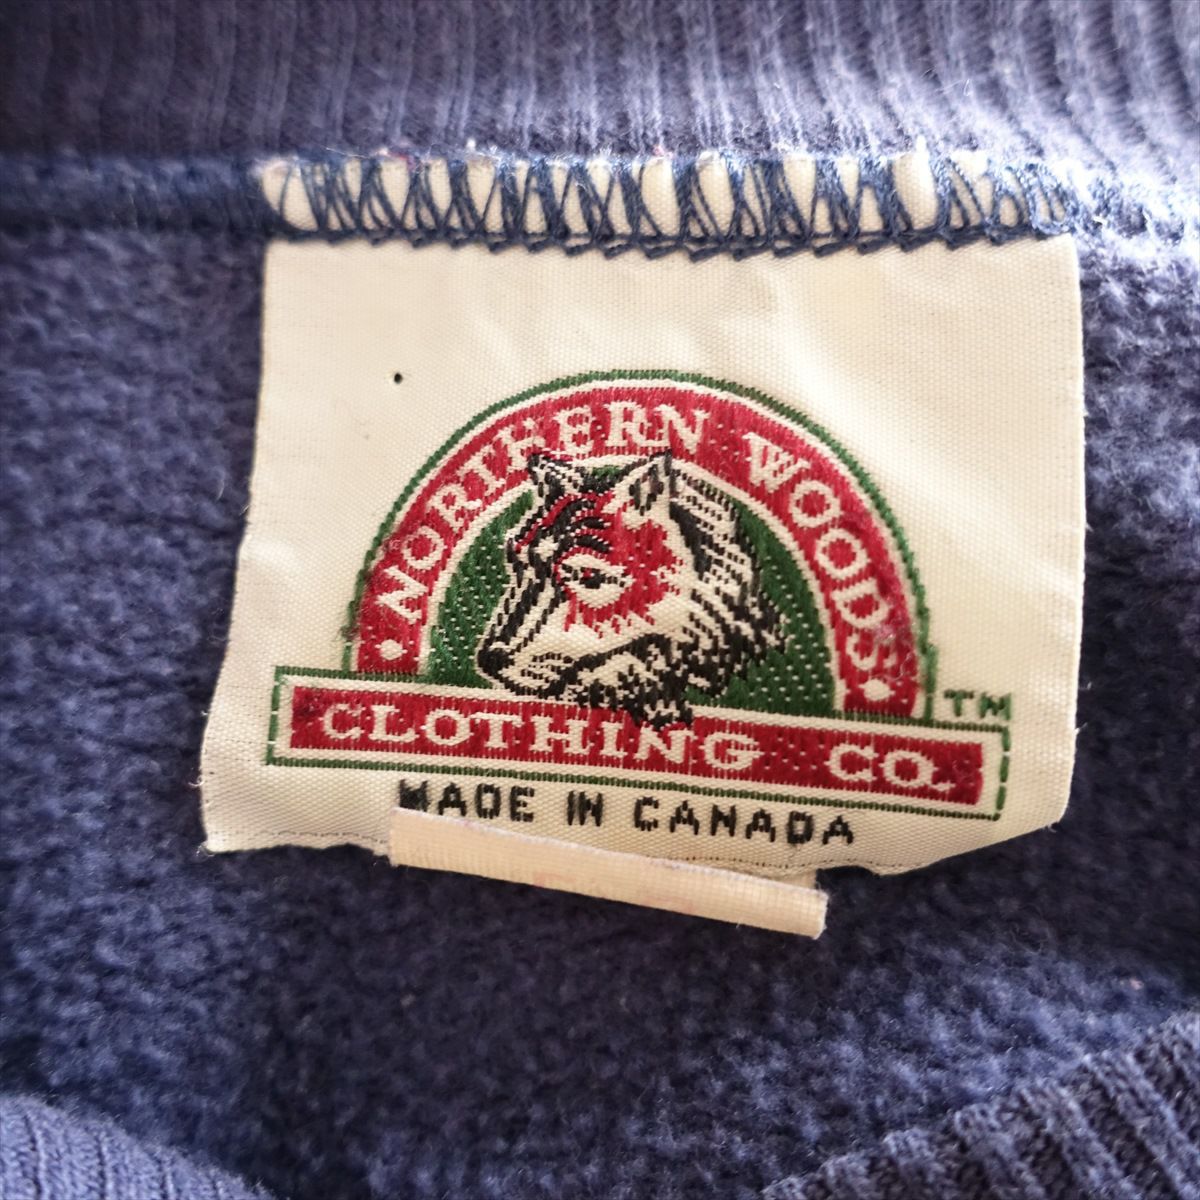 • NORTHERN WOODS •
CLOTHING CO. TM
MADE IN CANADA